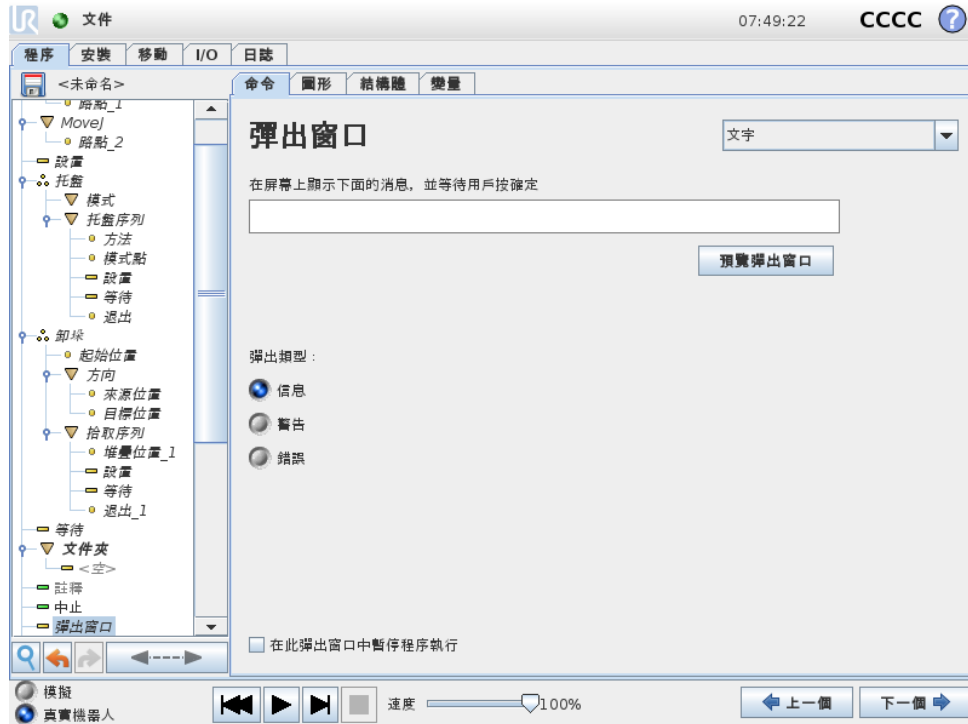 UR 文件 07:49:22 CCCC ?
程序 安裝 移動 I/O 日誌
<未命名>
路點_1
MoveJ
路點_2
設置
托盤
模式
托盤序列
方法
模式點
設置
等待
退出
卸垛
起始位置
方向
來源位置
目標位置
拾取序列
堆疊位置_1
設置
等待
退出_1
等待
文件夾
<空>
註釋
中止
彈出窗口
命令 圖形 結構體 變量
彈出窗口
文字
在屏幕上顯示下面的消息, 並等待用戶按確定
預覽彈出窗口
彈出類型 :
信息
警告
錯誤
在此彈出窗口中暫停程序執行
模擬
真實機器人
速度 100%
上一個 下一個